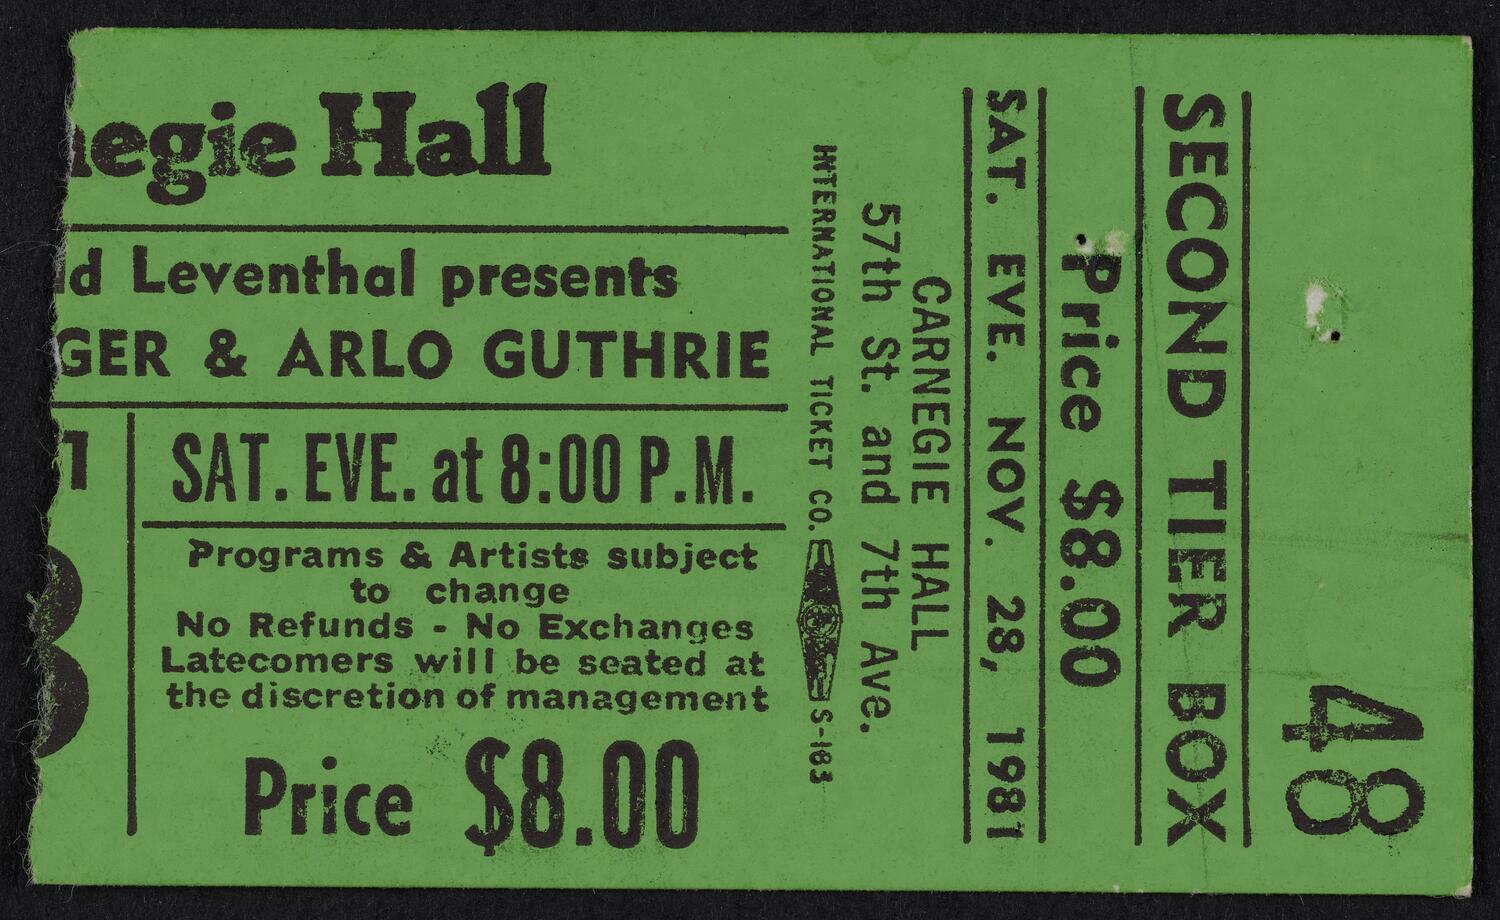 negie Hall
ld Leventhal presents
GER & ARLO GUTHRIE
SAT. EVE. at 8:00 P.M.
Programs & Artists subject
to change
No Refunds - No Exchanges
Latecomers will be seated at
the discretion of management
Price $8.00
INTERNATIONAL TICKET CO. S-183
57th St. and 7th Ave.
CARNEGIE HALL
SAT. EVE. NOV. 28, 1981
Price $8.00
SECOND TIER BOX
48